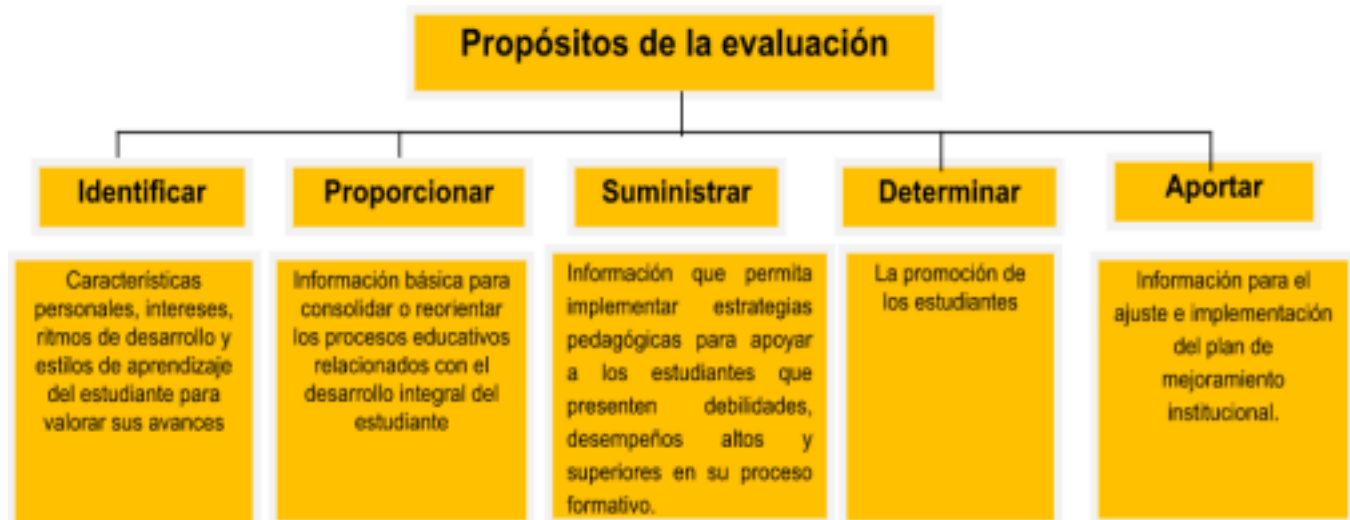 Propósitos de la evaluación
Identificar
Proporcionar
Suministrar
Determinar
Aportar
Características
personales, intereses,
ritmos de desarrollo y
estilos de aprendizaje
del estudiante para
valorar sus avances
Información básica para
consolidar o reorientar
los procesos educativos
relacionados con el
desarrollo integral del
estudiante
Información que permita
implementar estrategias
pedagógicas para apoyar
a los estudiantes que
presenten debilidades,
desempeños altos y
superiores en su proceso
formativo.
La promoción de
los estudiantes
Información para el
ajuste e implementación
del plan de
mejoramiento
institucional.